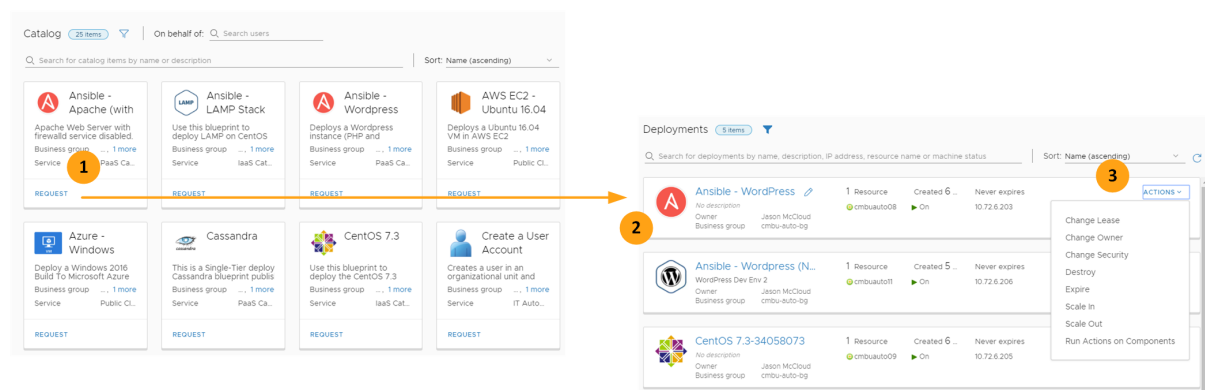 Catalog 25 items On behalf of: Search users
Search for catalog items by name or description Sort: Name (ascending)
Ansible -
Apache (with
Apache Web Server with
firewalld service disabled.
Business group ..., 1 more
Service PaaS Ca...
REQUEST
1
LAMP
Ansible -
LAMP Stack
Use this blueprint to
deploy LAMP on CentOS
Business group ..., 1 more
Service IaaS Cat...
REQUEST
Ansible -
Wordpress
Deploys a Wordpress
instance (PHP and
Business group ..., 1 more
Service PaaS Ca...
REQUEST
AWS EC2 -
Ubuntu 16.04
Deploys a Ubuntu 16.04
VM in AWS EC2
Business group ..., 1 more
Service Public Cl...
REQUEST
Azure -
Windows
Deploy a Windows 2016
Build To Microsoft Azure
Business group ..., 1 more
Service Public Cl...
REQUEST
cassandra
Cassandra
This is a Single-Tier deploy
Cassandra blueprint publis
Business group ..., 1 more
Service PaaS Ca...
REQUEST
CentOS 7.3
Use this blueprint to
deploy the CentOS 7.3
Business group ..., 1 more
Service IaaS Cat...
REQUEST
Create a User
Account
Creates a user in an
organizational unit and
Business group ..., 1 more
Service IT Auto...
REQUEST
Deployments 5 items
Search for deployments by name, description, IP address, resource name or machine status Sort: Name (ascending)
2
Ansible - WordPress 1 Resource Created 6 ... Never expires
No description cmbuauto08 On 10.72.6.203
Owner Jason McCloud
Business group cmbu-auto-bg
3
ACTIONS
Change Lease
Change Owner
Change Security
Destroy
Expire
Scale In
Scale Out
Run Actions on Components
Ansible - Wordpress (N... 1 Resource Created 5 ... Never expires
WordPress Dev Env 2 cmbuauto11 On 10.72.6.206
Owner Jason McCloud
Business group cmbu-auto-bg
CentOS 7.3-34058073 1 Resource Created 6 ... Never expires
No description cmbuauto09 On 10.72.6.205
Owner Jason McCloud
Business group cmbu-auto-bg